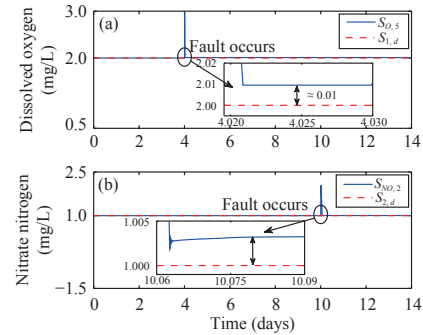 Dissolved oxygen
(mg/L)
3.0
2.0
0.5
(a)
S_{O, 5}
S_{1, d}
Fault occurs
2.02
2.01
2.00
≈ 0.01
4.020 4.025 4.030
0 2 4 6 8 10 12 14
Nitrate nitrogen
(mg/L)
2.5
1.0
−1.5
(b)
S_{NO, 2}
S_{2, d}
Fault occurs
1.005
1.000
10.06 10.07 10.08 10.09
0 2 4 6 8 10 12 14
Time (days)